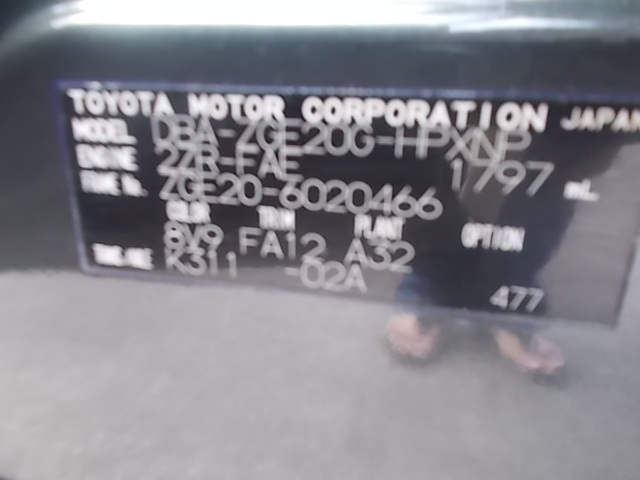 TOYOTA MOTOR CORPORATION JAPAN
MODEL DBA-ZGE20G-HPXNP
ENGINE 2ZR-FAE 1797 mL
FRAME No. ZGE20-6020466
COLOR TRIM PLANT OPTION
8V9 FA12 A32
TRANS./AXLE K311 -02A
477